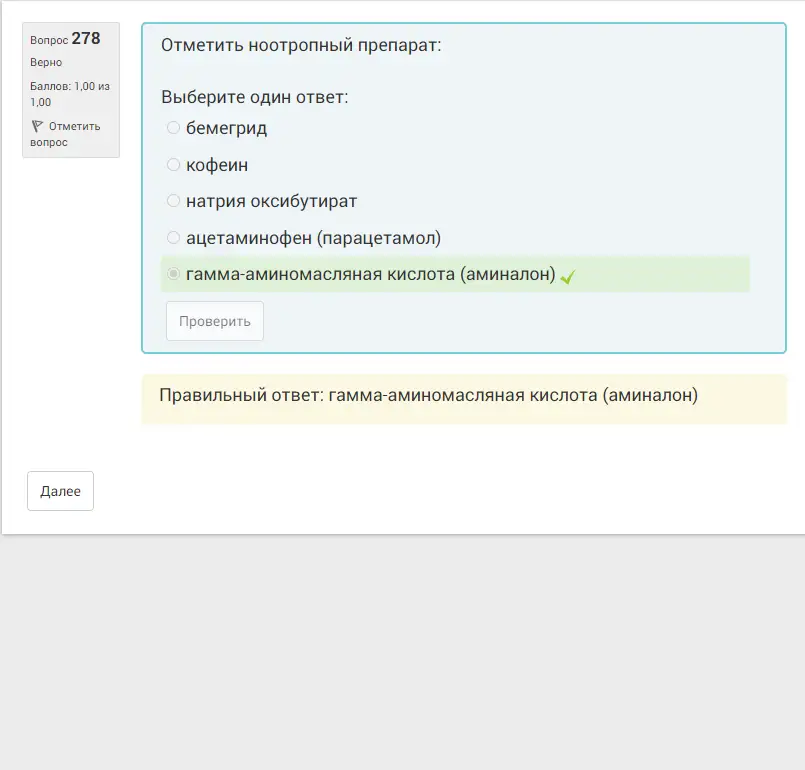 Вопрос 278
Верно
Баллов: 1,00 из
1,00
Отметить
вопрос
Отметить ноотропный препарат:
Выберите один ответ:
бемегрид
кофеин
натрия оксибутират
ацетаминофен (парацетамол)
гамма-аминомасляная кислота (аминалон)
Проверить
Правильный ответ: гамма-аминомасляная кислота (аминалон)
Далее